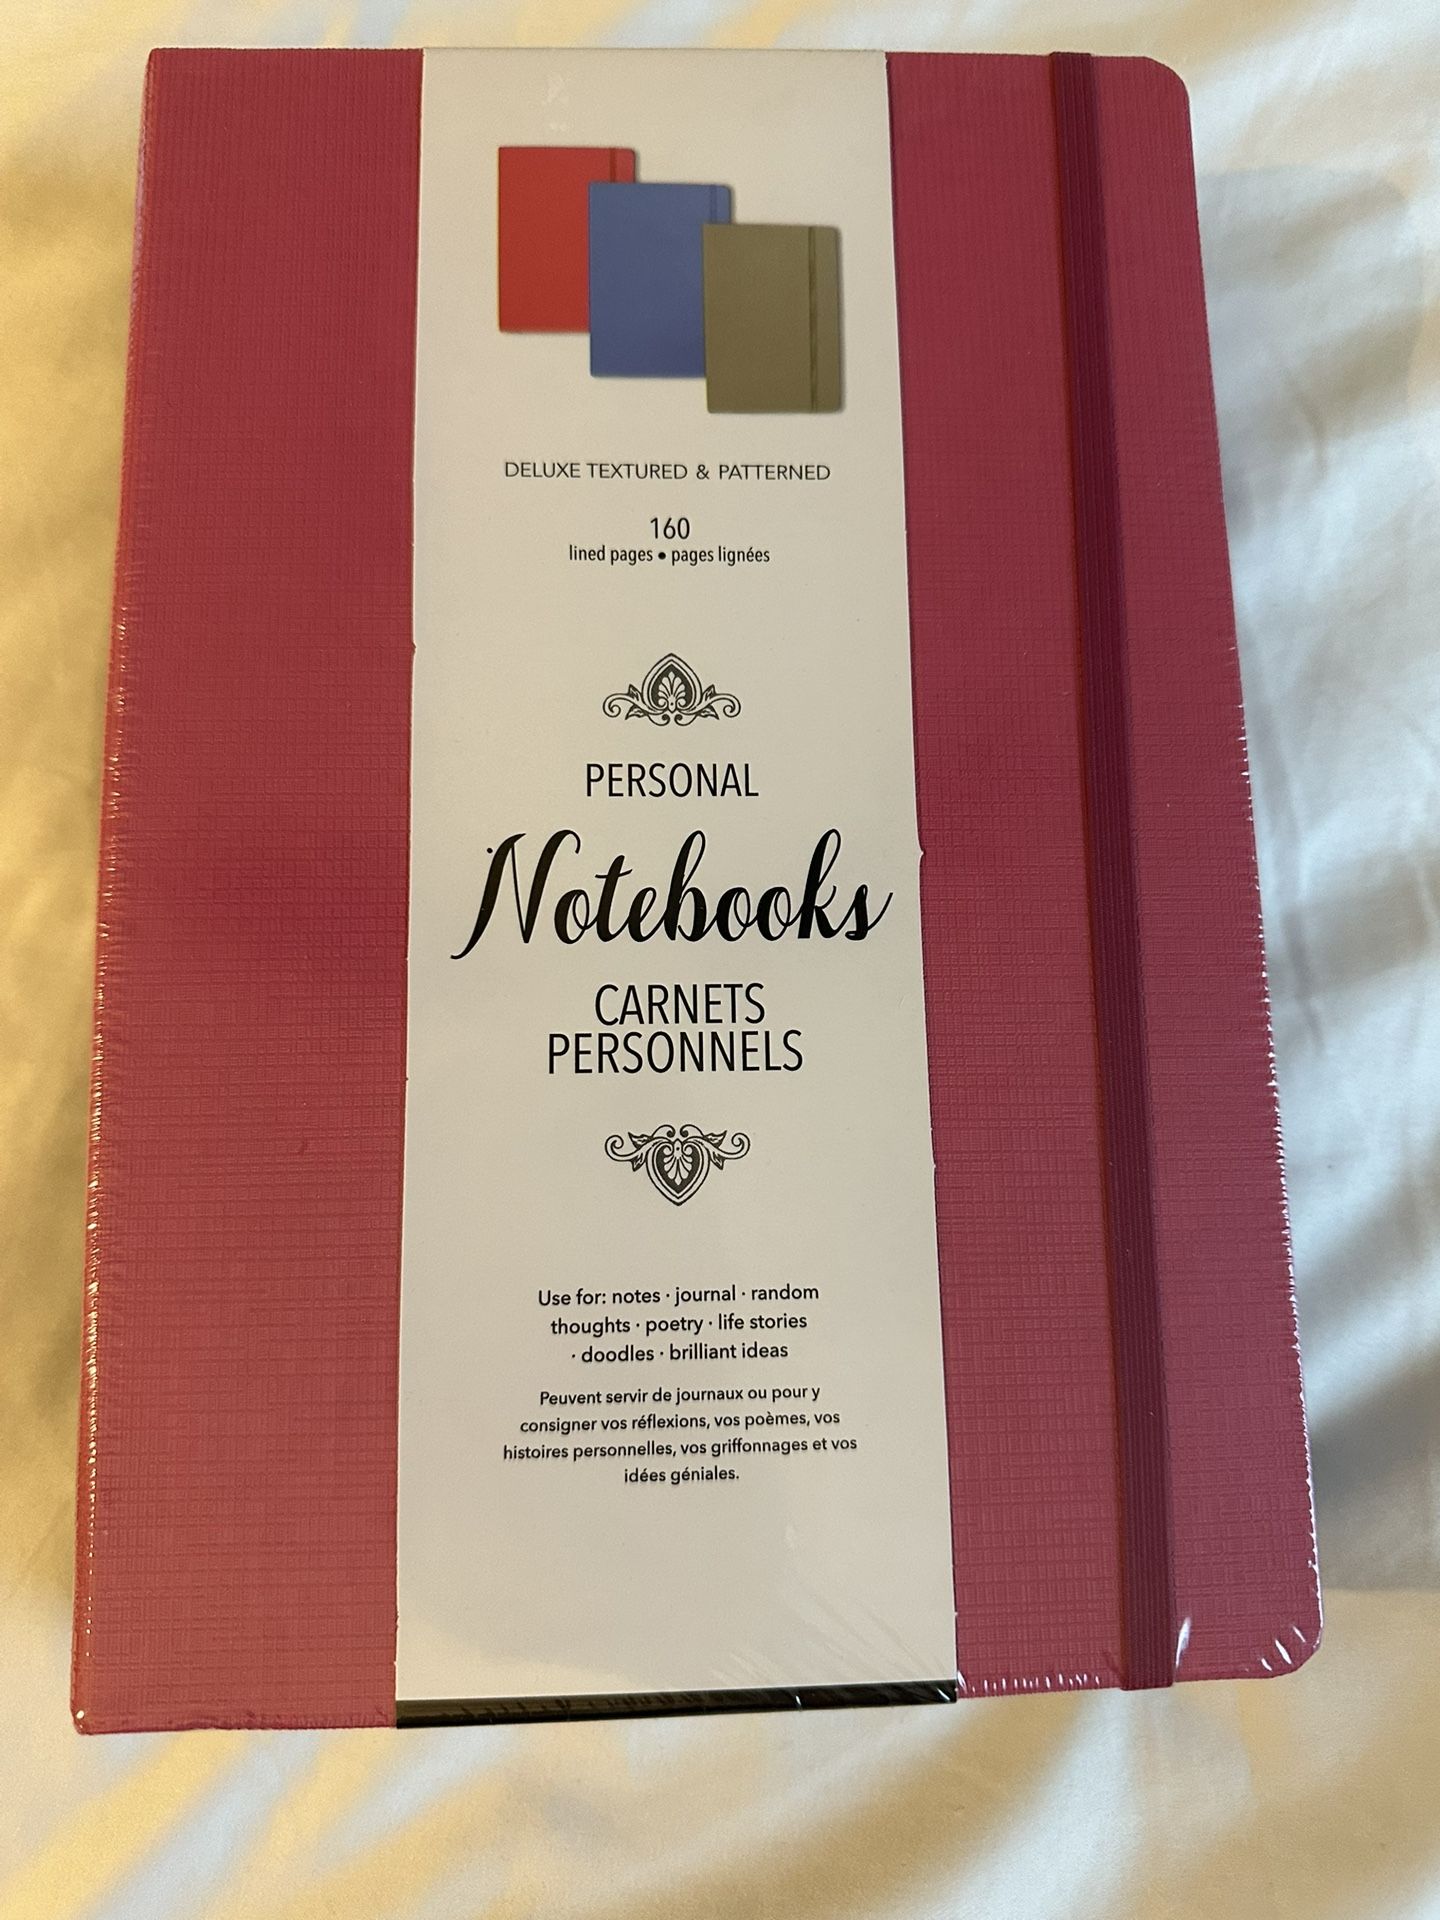 DELUXE TEXTURED & PATTERNED
160
lined pages • pages lignées
PERSONAL
Notebooks
CARNETS
PERSONNELS
Use for: notes · journal · random
thoughts · poetry · life stories
· doodles · brilliant ideas
Peuvent servir de journaux ou pour y
consigner vos réflexions, vos poèmes, vos
histoires personnelles, vos griffonnages et vos
idées géniales.